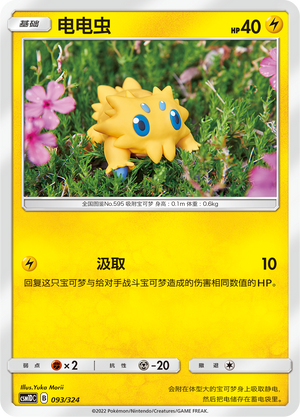 基础 电电虫 HP40
全国图鉴No.595 吸附宝可梦 身高:0.1m 体重:0.6kg
汲取 10
回复这只宝可梦与给对手战斗宝可梦造成的伤害相同数值的HP。
弱点 ×2 抗性 -20 撤退
Illus.Yuka Morii
CSM1DC B 093/324
会附在体型大的宝可梦身上吸取静电,
然后把电储存在蓄电袋里。
©2022 Pokémon/Nintendo/Creatures/GAME FREAK.